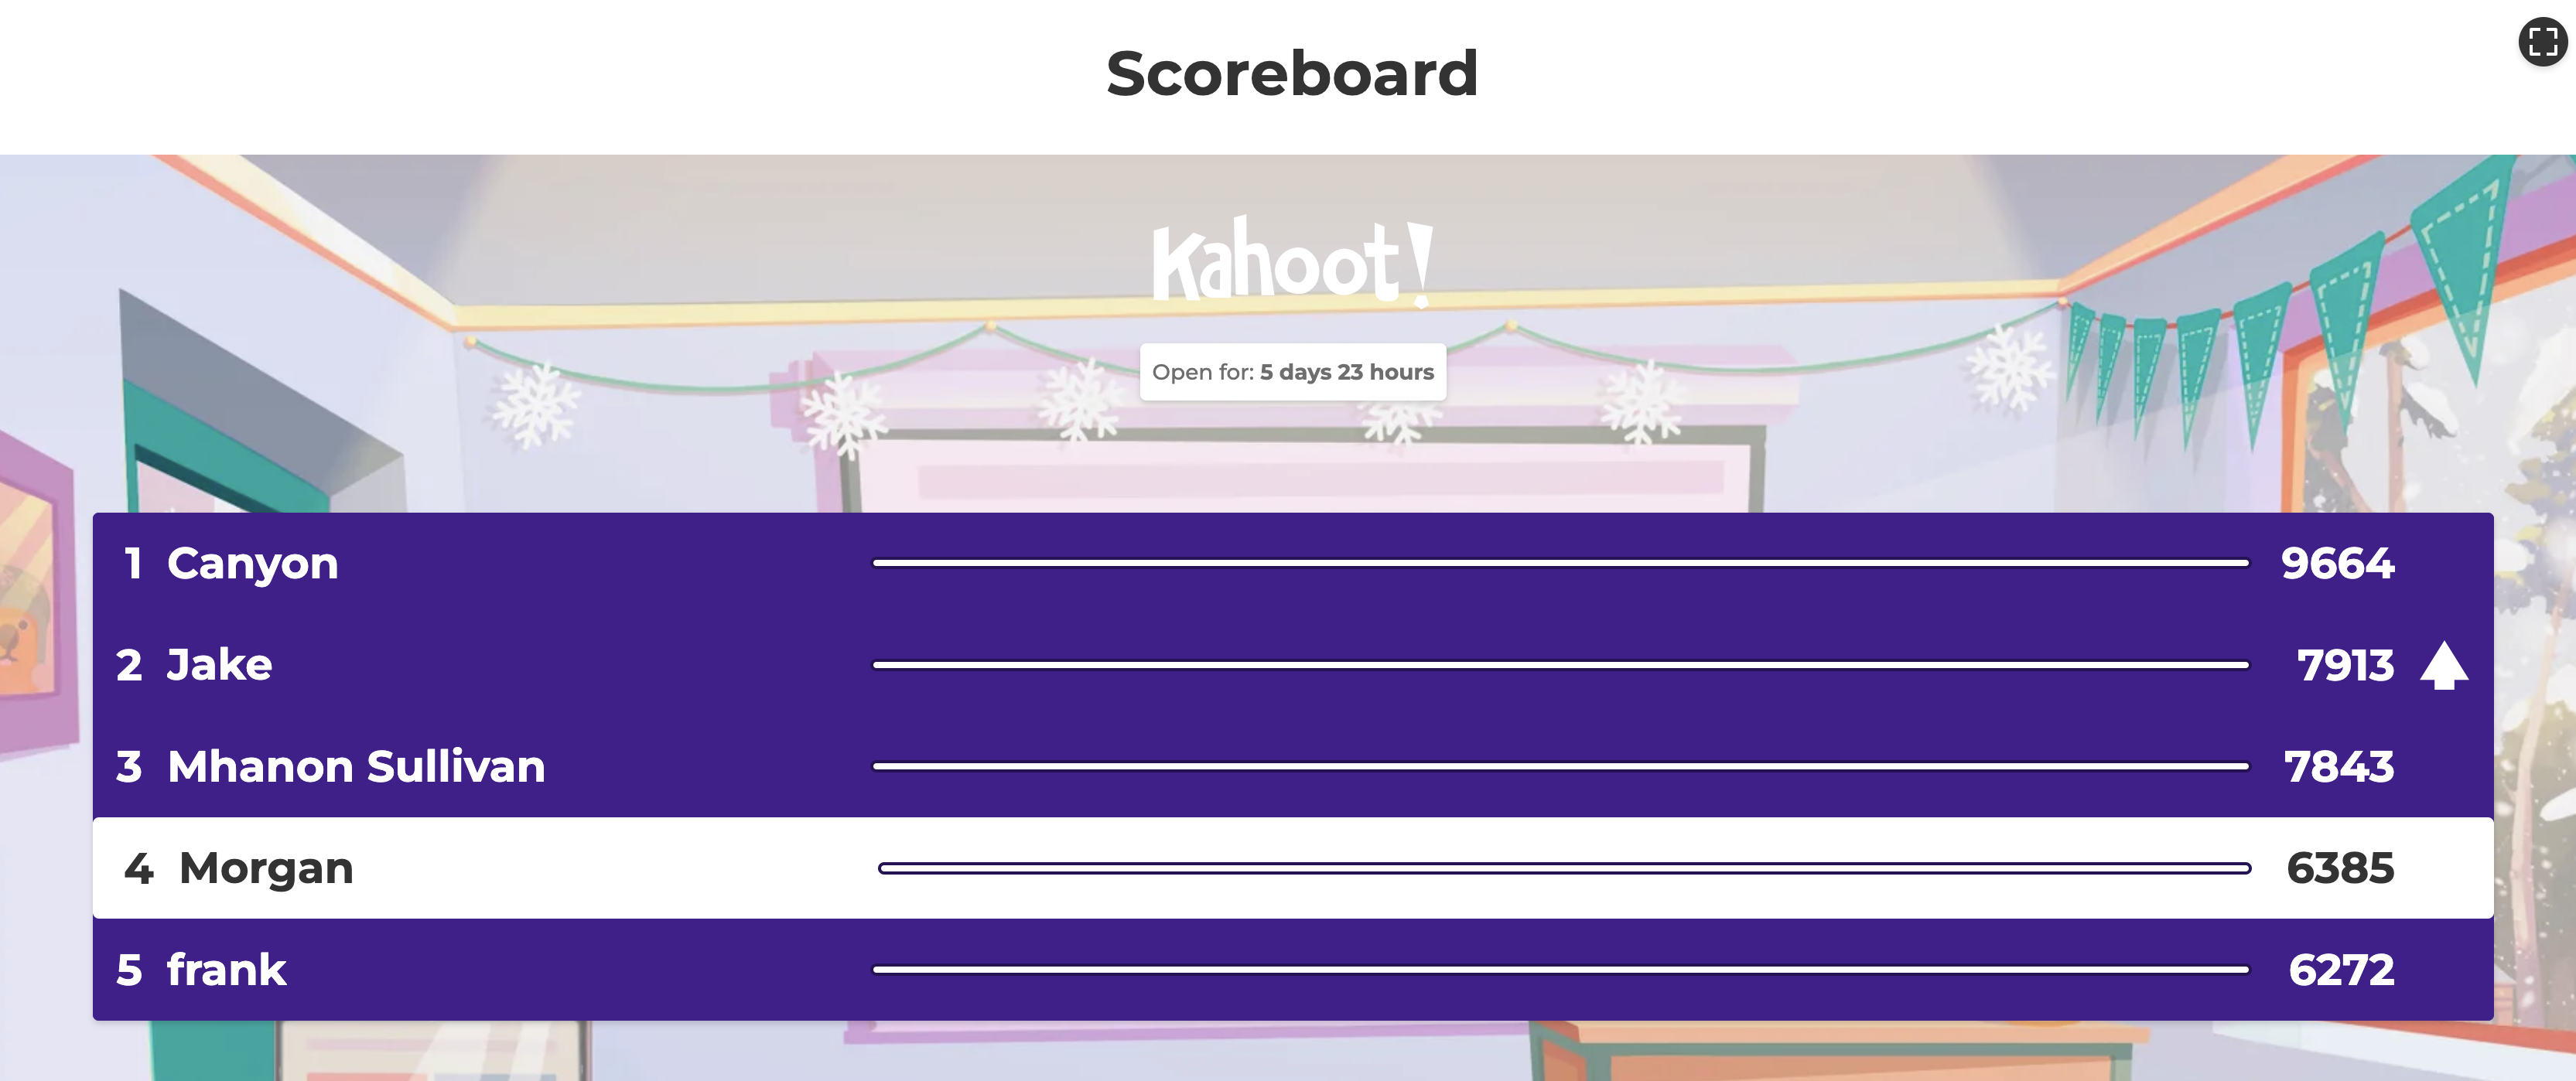 Scoreboard
Kahoot!
Open for: 5 days 23 hours
1 Canyon 9664
2 Jake 7913
3 Mhanon Sullivan 7843
4 Morgan 6385
5 frank 6272